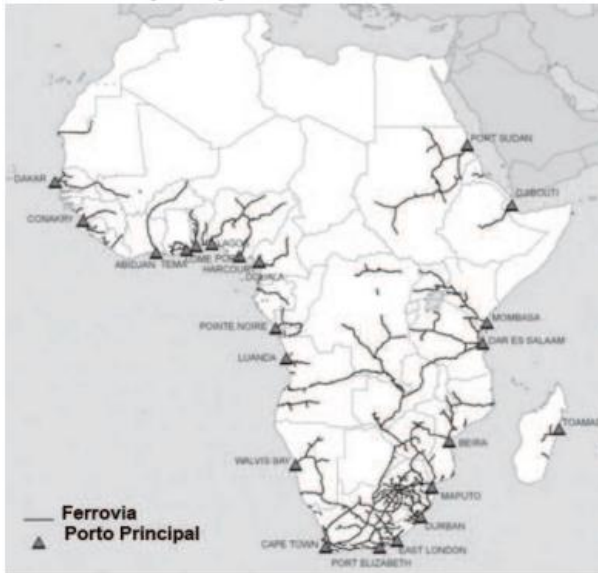 PORT SUDAN
DAKAR
DJIBOUTI
CONAKRY
ABIDJAN TEMA
HARCOURT
DOUALA
POINTE NOIRE
MOMBASA
DAR ES SALAAM
LUANDA
BEIRA
WALVIS BAY
MAPUTO
DURBAN
CAPE TOWN
EAST LONDON
PORT ELIZABETH
Ferrovia
Porto Principal